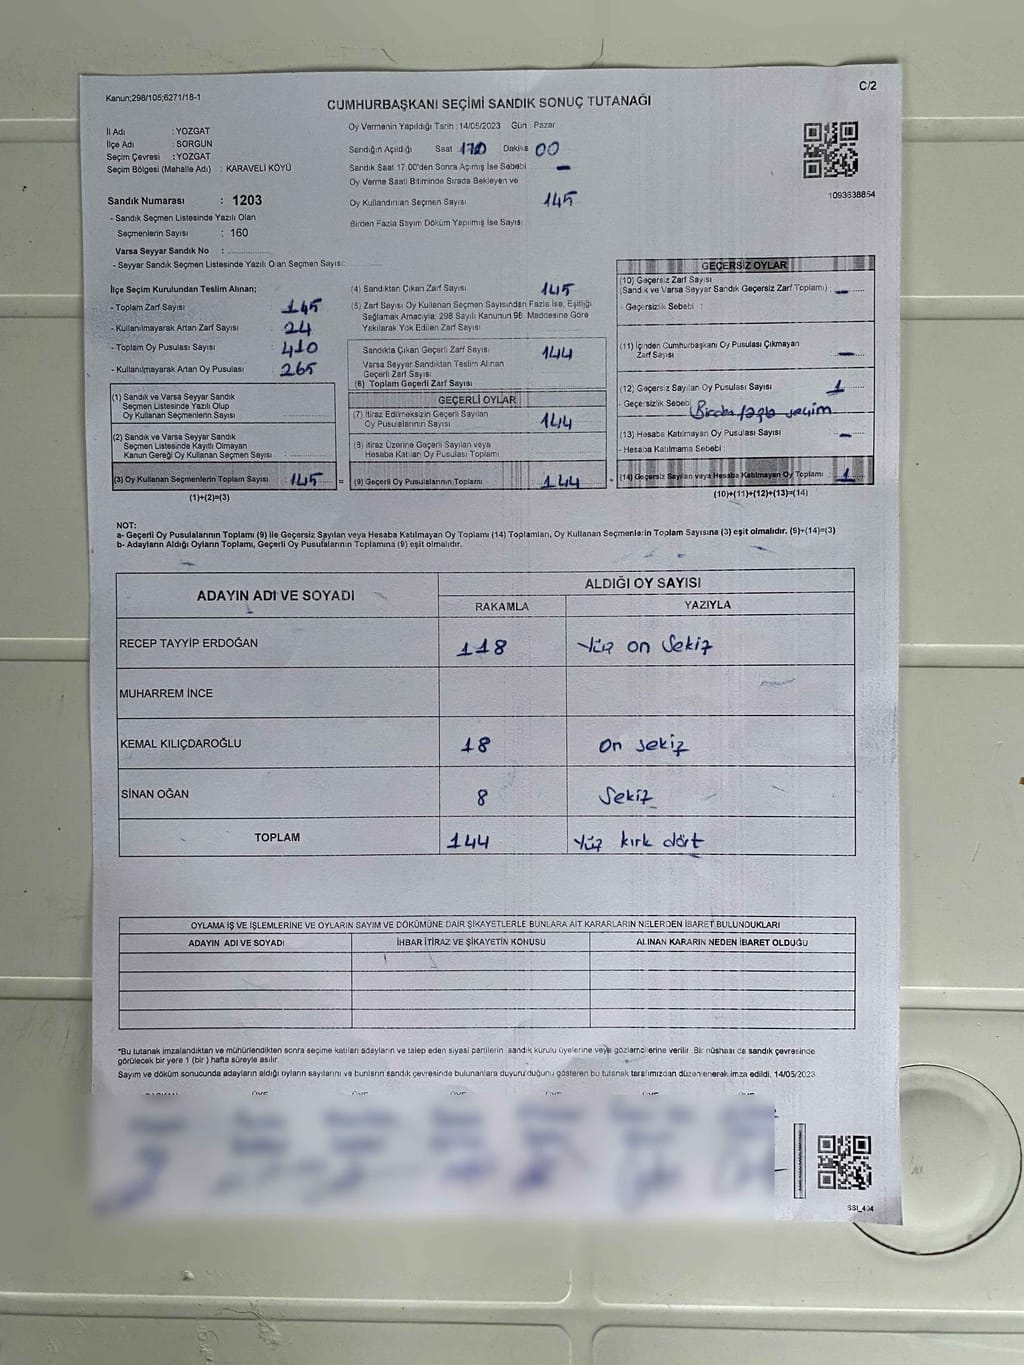 Kanun;298/105;6271/18-1
C/2
CUMHURBAŞKANI SEÇİMİ SANDIK SONUÇ TUTANAĞI
İl Adı : YOZGAT
İlçe Adı : SORGUN
Seçim Çevresi : YOZGAT
Seçim Bölgesi (Mahalle Adı) : KARAVELİ KÖYÜ
Oy Vermenin Yapıldığı Tarih : 14/05/2023 Gün : Pazar
Sandığın Açıldığı Saat Dakika 00
Sandık Saat 17:00'den Sonra Açılmış İse Sebebi —
Oy Verme Saati Bitiminde Sırada Bekleyen ve
Oy Kullandırılan Seçmen Sayısı 145
Birden Fazla Sayım Döküm Yapılmış İse Sayısı
1093638854
Sandık Numarası : 1203
- Sandık Seçmen Listesinde Yazılı Olan
Seçmenlerin Sayısı : 160
Varsa Seyyar Sandık No :
- Seyyar Sandık Seçmen Listesinde Yazılı Olan Seçmen Sayısı:
İlçe Seçim Kurulundan Teslim Alınan;
- Toplam Zarf Sayısı : 145
- Kullanılmayarak Artan Zarf Sayısı : 24
- Toplam Oy Pusulası Sayısı : 410
- Kullanılmayarak Artan Oy Pusulası : 265
(1) Sandık ve Varsa Seyyar Sandık
Seçmen Listesinde Yazılı Olup
Oy Kullanan Seçmenlerin Sayısı
(2) Sandık ve Varsa Seyyar Sandık
Seçmen Listesinde Kayıtlı Olmayan
Kanun Gereği Oy Kullanan Seçmen Sayısı
(3) Oy Kullanan Seçmenlerin Toplam Sayısı 145
(1)+(2)=(3)
(4) Sandıktan Çıkan Zarf Sayısı 145
(5) Zarf Sayısı Oy Kullanan Seçmen Sayısından Fazla İse, Eşitliği
Sağlamak Amacıyla; 298 Sayılı Kanunun 98. Maddesine Göre
Yakılarak Yok Edilen Zarf Sayısı
Sandıkta Çıkan Geçerli Zarf Sayısı 144
Varsa Seyyar Sandıktan Teslim Alınan
Geçerli Zarf Sayısı
(6) Toplam Geçerli Zarf Sayısı
GEÇERLİ OYLAR
(7) İtiraz Edilmeksizin Geçerli Sayılan
Oy Pusulalarının Sayısı 144
İtiraz Üzerine Geçerli Sayılan veya
Hesaba Katılan Oy Pusulası Toplamı
(9) Geçerli Oy Pusulalarının Toplamı 144
GEÇERSİZ OYLAR
(10) Geçersiz Zarf Sayısı
(Sandık ve Varsa Seyyar Sandık Geçersiz Zarf Toplamı) : —
- Geçersizlik Sebebi :
(11) İçinden Cumhurbaşkanı Oy Pusulası Çıkmayan
Zarf Sayısı —
(12) Geçersiz Sayılan Oy Pusulası Sayısı 1
- Geçersizlik Sebebi Birden fazla seçim
(13) Hesaba Katılmayan Oy Pusulası Sayısı —
- Hesaba Katılmama Sebebi :
(14) Geçersiz Sayılan veya Hesaba Katılmayan Oy Toplamı 1
(10)+(11)+(12)+(13)=(14)
NOT:
a- Geçerli Oy Pusulalarının Toplamı (9) ile Geçersiz Sayılan veya Hesaba Katılmayan Oy Toplamı (14) Toplamları, Oy Kullanan Seçmenlerin Toplam Sayısına (3) eşit olmalıdır. (9)+(14)=(3)
b- Adayların Aldığı Oyların Toplamı, Geçerli Oy Pusulalarının Toplamına (9) eşit olmalıdır.
ADAYIN ADI VE SOYADI
ALDIĞI OY SAYISI
RAKAMLA YAZIYLA
RECEP TAYYİP ERDOĞAN 118 Yüz on Sekiz
MUHARREM İNCE
KEMAL KILIÇDAROĞLU 18 On sekiz
SİNAN OĞAN 8 Sekiz
TOPLAM 144 Yüz kırk dört
OYLAMA İŞ VE İŞLEMLERİNE VE OYLARIN SAYIM VE DÖKÜMÜNE DAİR ŞİKAYETLERLE BUNLARA AİT KARARLARIN NELERDEN İBARET BULUNDUKLARI
ADAYIN ADI VE SOYADI İHBAR İTİRAZ VE ŞİKAYETİN KONUSU ALINAN KARARIN NEDEN İBARET OLDUĞU
*Bu tutanak imzalandıktan ve mühürlendikten sonra seçime katılan adayların ve talep eden siyasi partilerin sandık kurulu üyelerine veya gözlemcilerine verilir. Bir nüshası da sandık çevresinde
görülecek bir yere 1 (bir) hafta süreyle asılır.
Sayım ve döküm sonucunda adayların aldığı oyların sayılarını ve bunların sandık çevresinde bulunanlara duyurulduğunu gösteren bu tutanak tarafımızdan düzenlenerek imza edildi. 14/05/2023